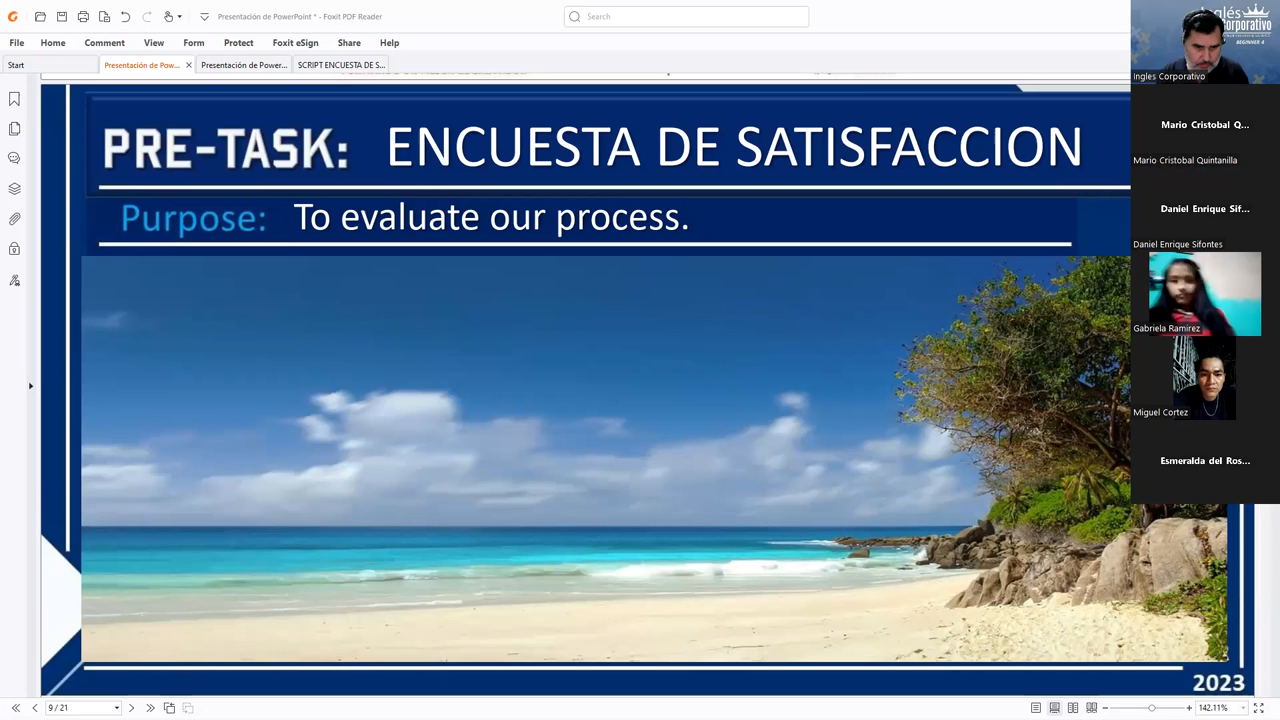 Presentación de PowerPoint * - Foxit PDF Reader
Search
File Home Comment View Form Protect Foxit eSign Share Help
Start
Presentación de Pow...
Presentación de Power...
SCRIPT ENCUESTA DE S...
PRE-TASK: ENCUESTA DE SATISFACCION
Purpose: To evaluate our process.
2023
9 / 21
142.11%
Inglés
Corporativo
BEGINNER 4
Ingles Corporativo
Mario Cristobal Q...
Mario Cristobal Quintanilla
Daniel Enrique Sif...
Daniel Enrique Sifontes
Gabriela Ramirez
Miguel Cortez
Esmeralda del Ros...